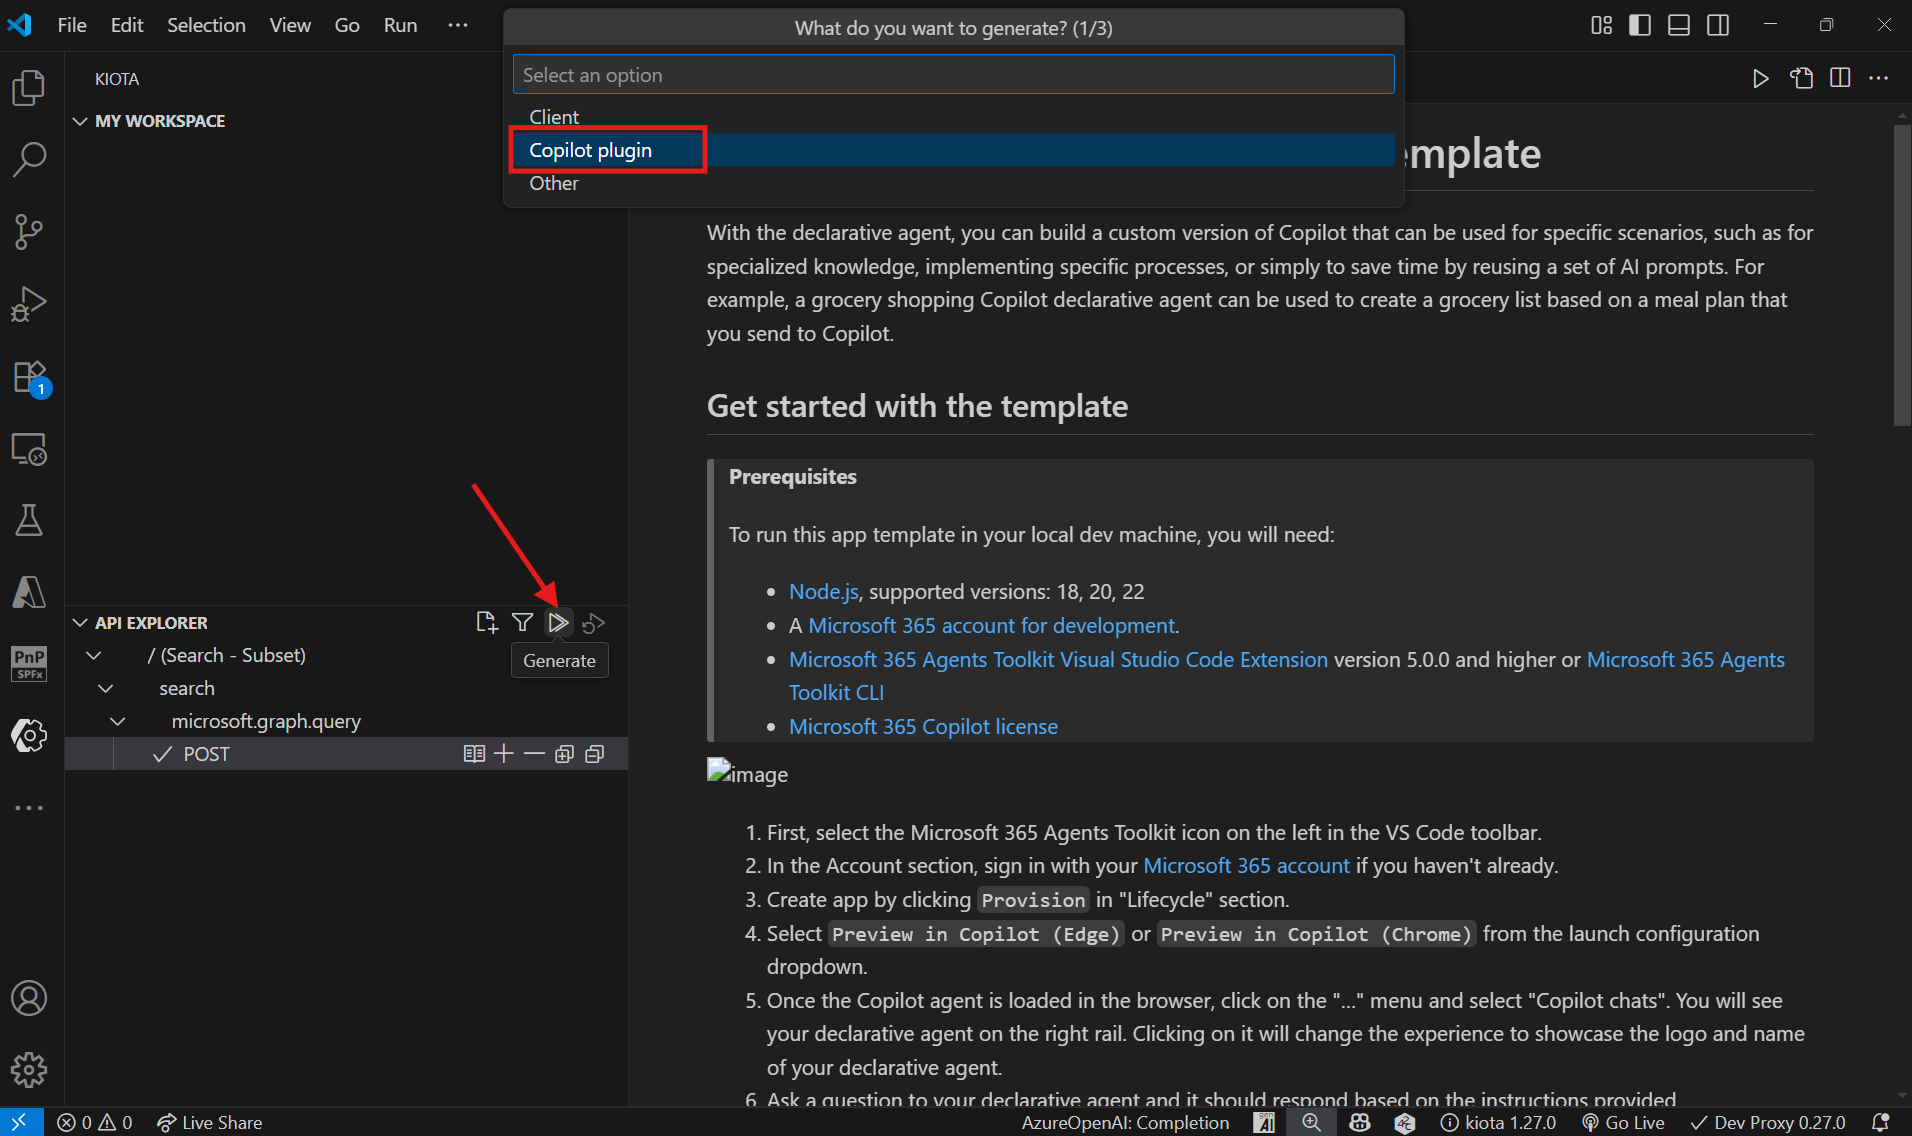 File Edit Selection View Go Run ···
What do you want to generate? (1/3)
Select an option
Client
Copilot plugin
Other
KIOTA
MY WORKSPACE
emplate
With the declarative agent, you can build a custom version of Copilot that can be used for specific scenarios, such as for
specialized knowledge, implementing specific processes, or simply to save time by reusing a set of AI prompts. For
example, a grocery shopping Copilot declarative agent can be used to create a grocery list based on a meal plan that
you send to Copilot.
Get started with the template
Prerequisites
To run this app template in your local dev machine, you will need:
• Node.js, supported versions: 18, 20, 22
• A Microsoft 365 account for development.
• Microsoft 365 Agents Toolkit Visual Studio Code Extension version 5.0.0 and higher or Microsoft 365 Agents
Toolkit CLI
• Microsoft 365 Copilot license
image
1. First, select the Microsoft 365 Agents Toolkit icon on the left in the VS Code toolbar.
2. In the Account section, sign in with your Microsoft 365 account if you haven't already.
3. Create app by clicking Provision in "Lifecycle" section.
4. Select Preview in Copilot (Edge) or Preview in Copilot (Chrome) from the launch configuration
dropdown.
5. Once the Copilot agent is loaded in the browser, click on the "..." menu and select "Copilot chats". You will see
your declarative agent on the right rail. Clicking on it will change the experience to showcase the logo and name
of your declarative agent.
6. Ask a question to your declarative agent and it should respond based on the instructions provided
API EXPLORER
Generate
/ (Search - Subset)
search
microsoft.graph.query
POST
1
PnP
SPFx
0 0 Live Share
AzureOpenAI: Completion
gen
AI
kiota 1.27.0
Go Live
Dev Proxy 0.27.0